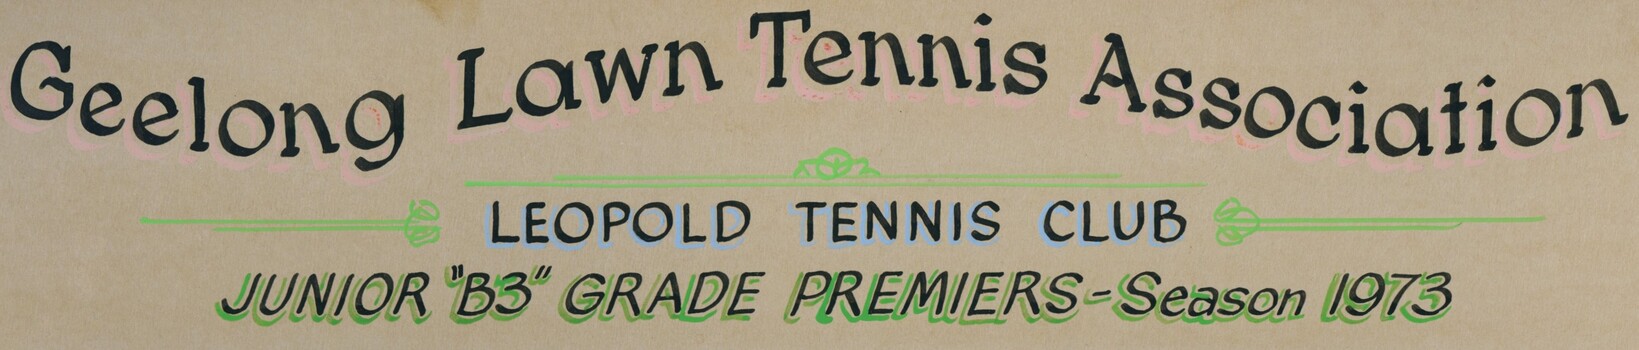 Geelong Lawn Tennis Association
LEOPOLD TENNIS CLUB
JUNIOR "B3" GRADE PREMIERS-Season 1973